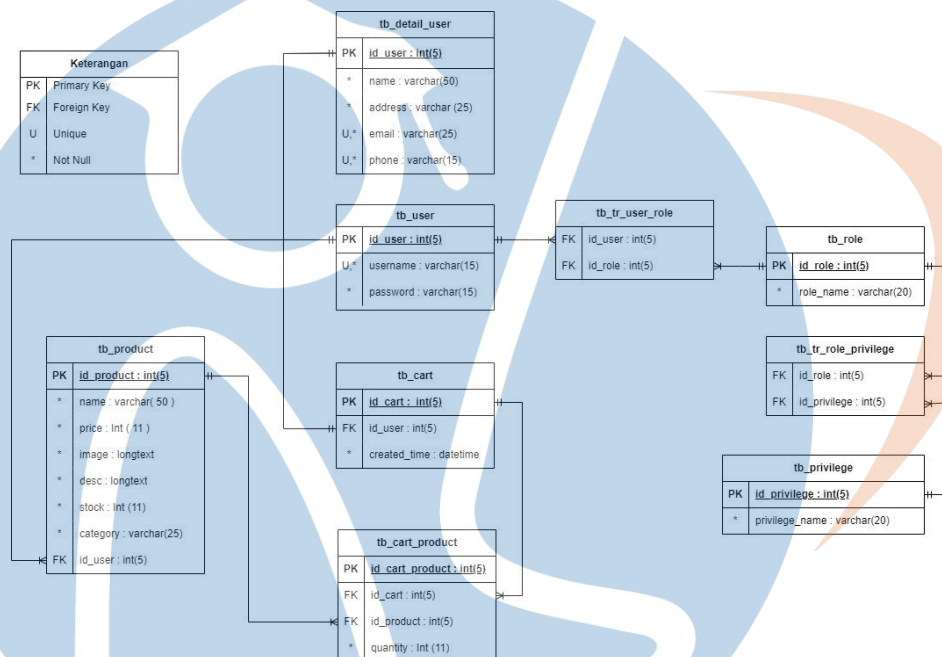 tb_detail_user
PK id_user : int(5)
* name : varchar(50)
* address : varchar (25)
U,* email : varchar(25)
U,* phone : varchar(15)
Keterangan
PK Primary Key
FK Foreign Key
U Unique
* Not Null
tb_user
PK id_user : int(5)
U,* username : varchar(15)
* password : varchar(15)
tb_tr_user_role
FK id_user : int(5)
FK id_role : int(5)
tb_role
PK id_role : int(5)
* role_name : varchar(20)
tb_product
PK id_product : int(5)
* name : varchar( 50 )
* price : Int ( 11 )
* image : longtext
* desc : longtext
* stock : Int (11)
* category : varchar(25)
FK id_user : int(5)
tb_cart
PK id_cart : int(5)
FK id_user : int(5)
* created_time : datetime
tb_tr_role_privilege
FK id_role : int(5)
FK id_privilege : int(5)
tb_privilege
PK id_privilege : int(5)
* privilege_name : varchar(20)
tb_cart_product
PK id_cart_product : int(5)
FK id_cart : int(5)
FK id_product : int(5)
* quantity : Int (11)